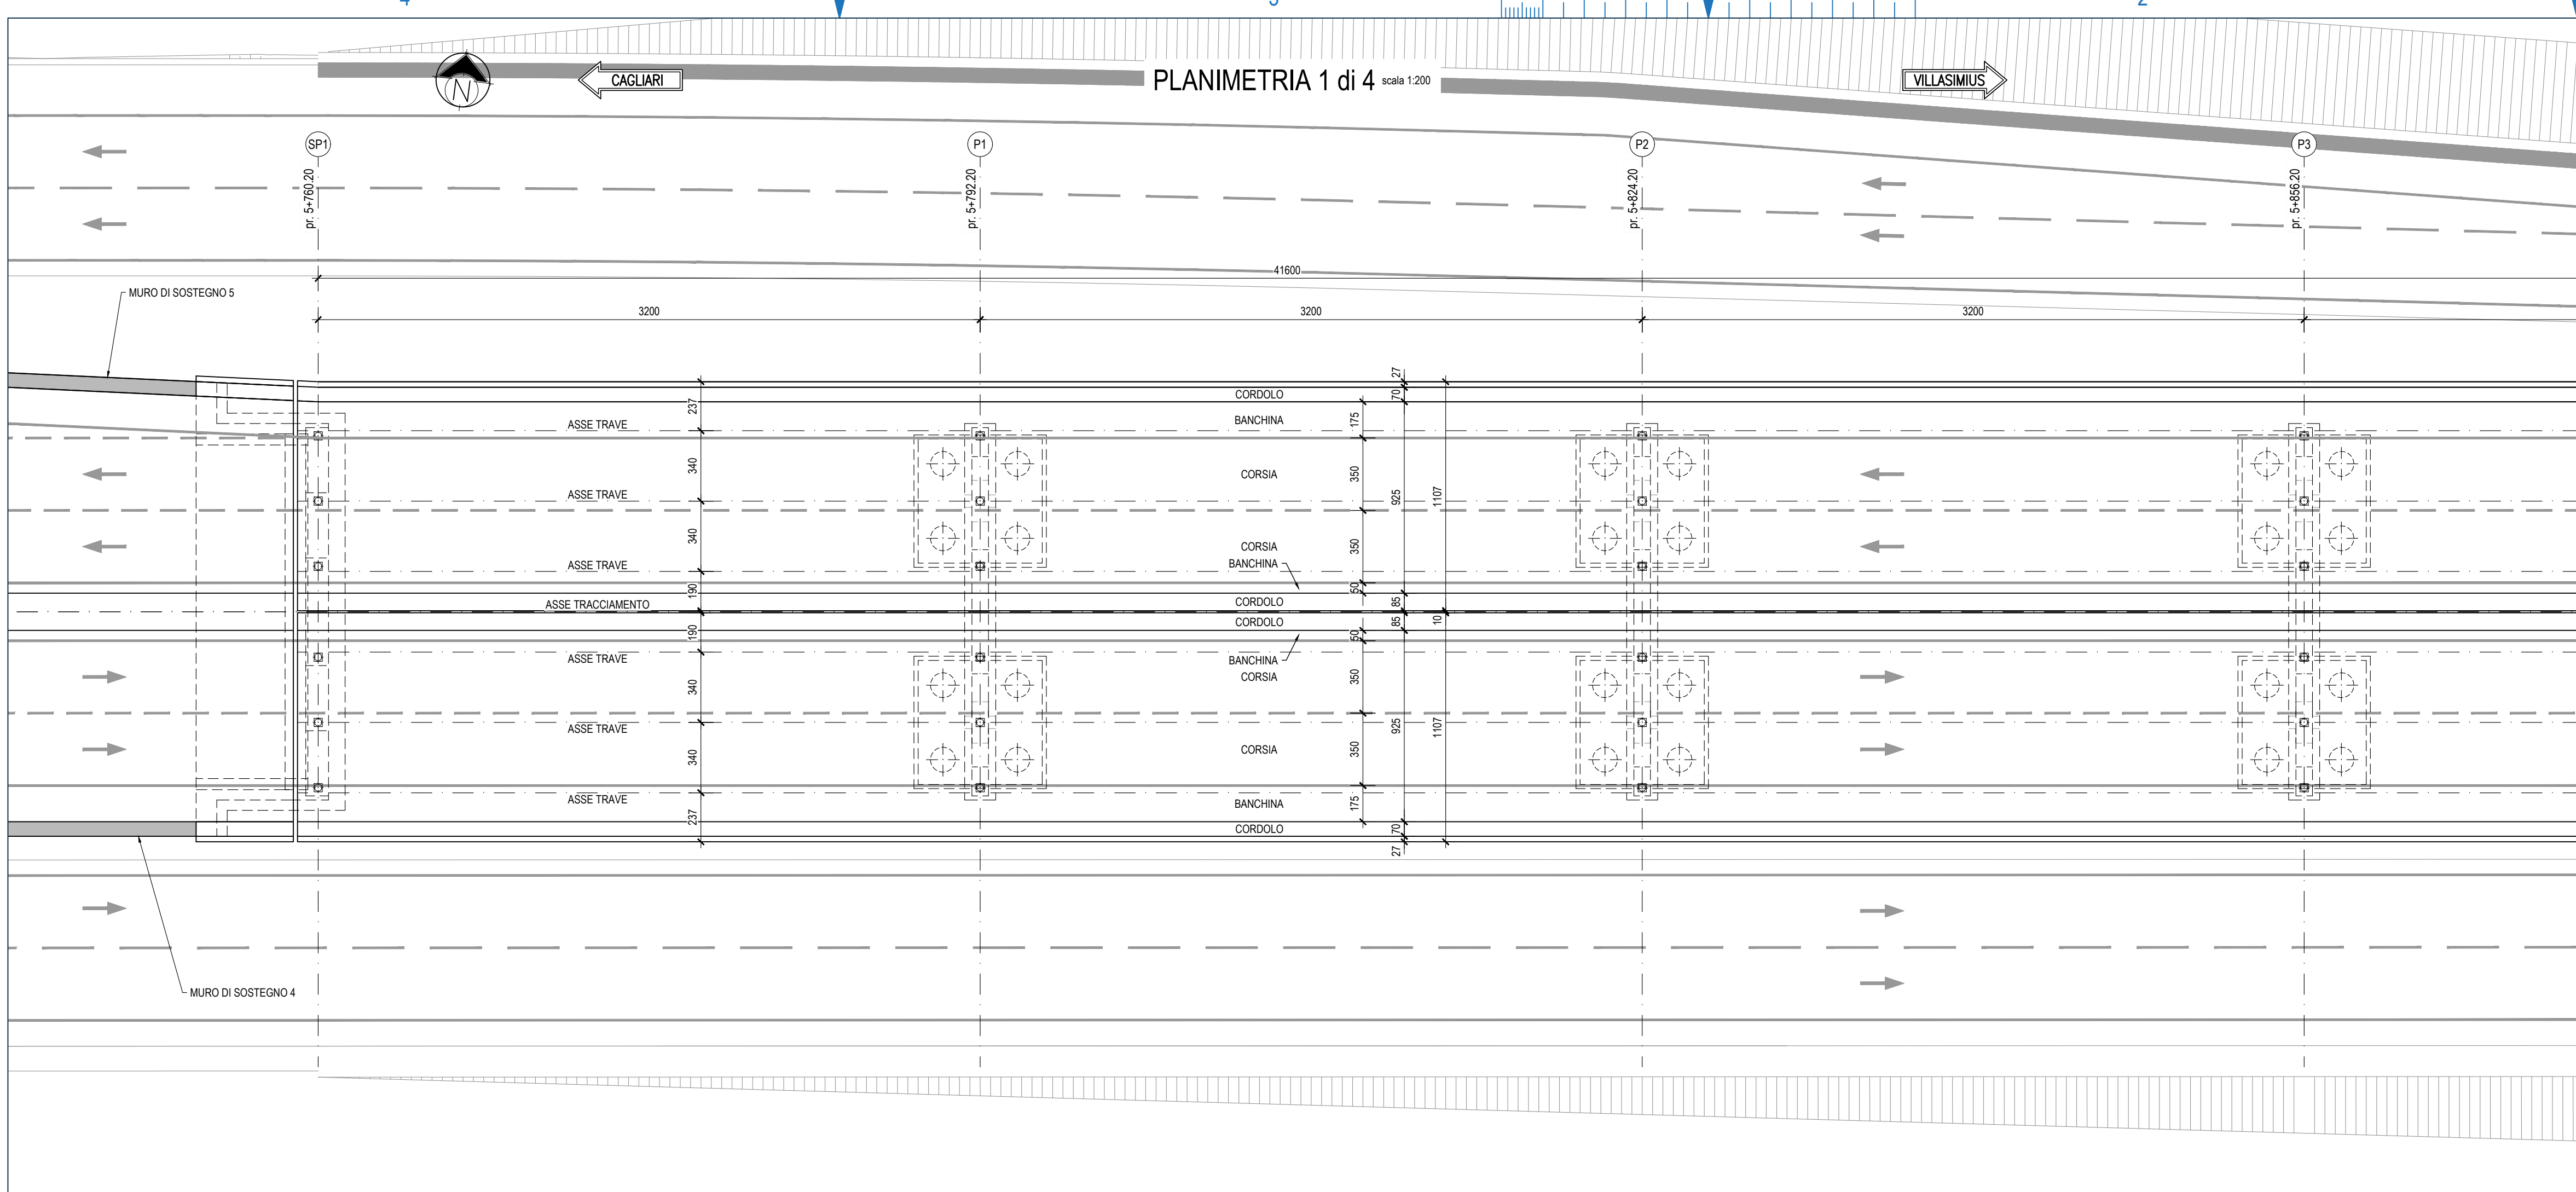 4
3
2
N
CAGLIARI
PLANIMETRIA 1 di 4 scala 1:200
VILLASIMIUS
SP1
P1
P2
P3
pr. 5+760.20
pr. 5+792.20
pr. 5+824.20
pr. 5+856.20
41600
3200
3200
3200
MURO DI SOSTEGNO 5
237
340
340
190
190
340
340
237
ASSE TRAVE
ASSE TRAVE
ASSE TRAVE
ASSE TRACCIAMENTO
ASSE TRAVE
ASSE TRAVE
ASSE TRAVE
CORDOLO
BANCHINA
CORSIA
CORSIA
BANCHINA
CORDOLO
CORDOLO
BANCHINA
CORSIA
CORSIA
BANCHINA
CORDOLO
175
350
350
50
50
350
350
175
27
70
925
85
85
925
70
27
1107
10
1107
MURO DI SOSTEGNO 4